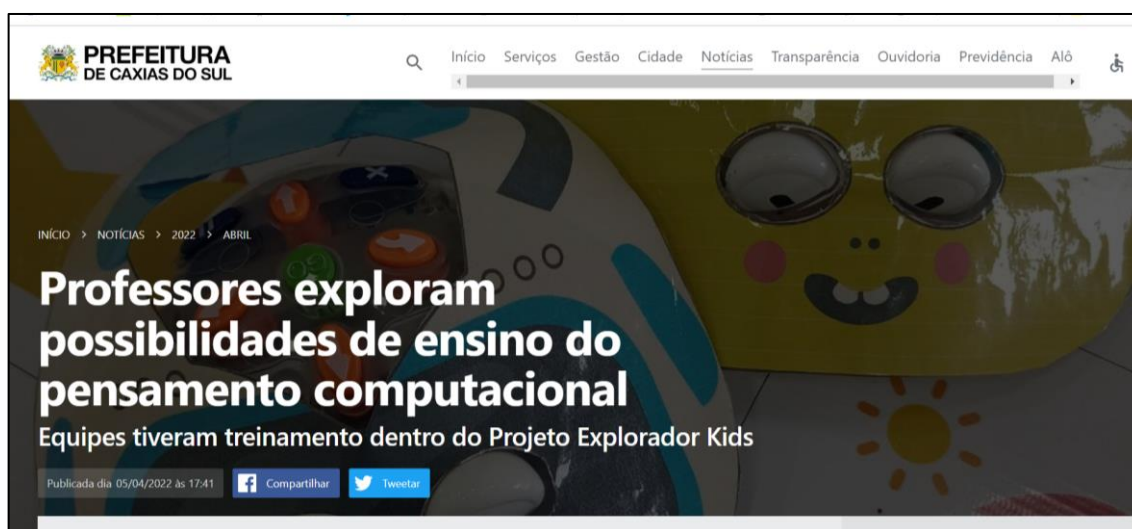 PREFEITURA
DE CAXIAS DO SUL
Início Serviços Gestão Cidade Notícias Transparência Ouvidoria Previdência Alô
INÍCIO > NOTÍCIAS > 2022 > ABRIL
GO
Professores exploram
possibilidades de ensino do
pensamento computacional
Equipes tiveram treinamento dentro do Projeto Explorador Kids
Publicada dia 05/04/2022 às 17:41 Compartilhar Tweetar